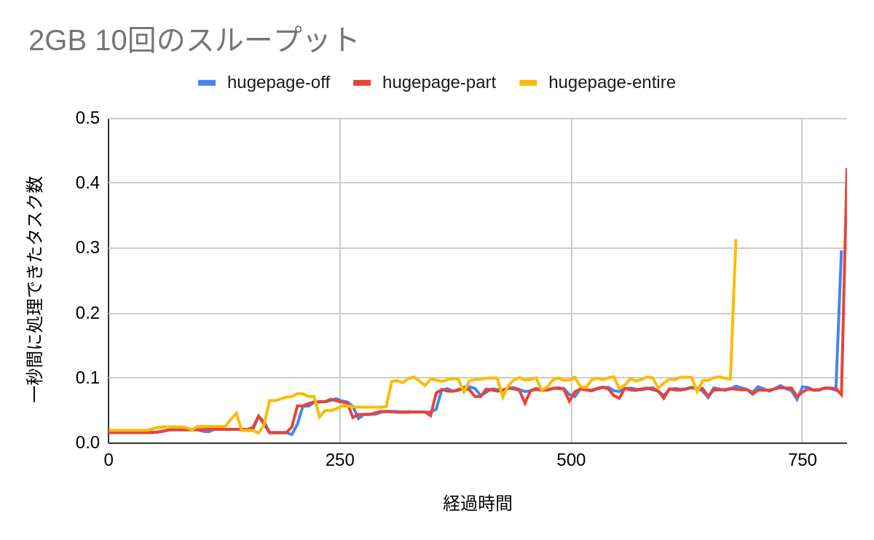 2GB 10回のスループット
hugepage-off
hugepage-part
hugepage-entire
一秒間に処理できたタスク数
0.5
0.4
0.3
0.2
0.1
0.0
0
250
500
750
経過時間